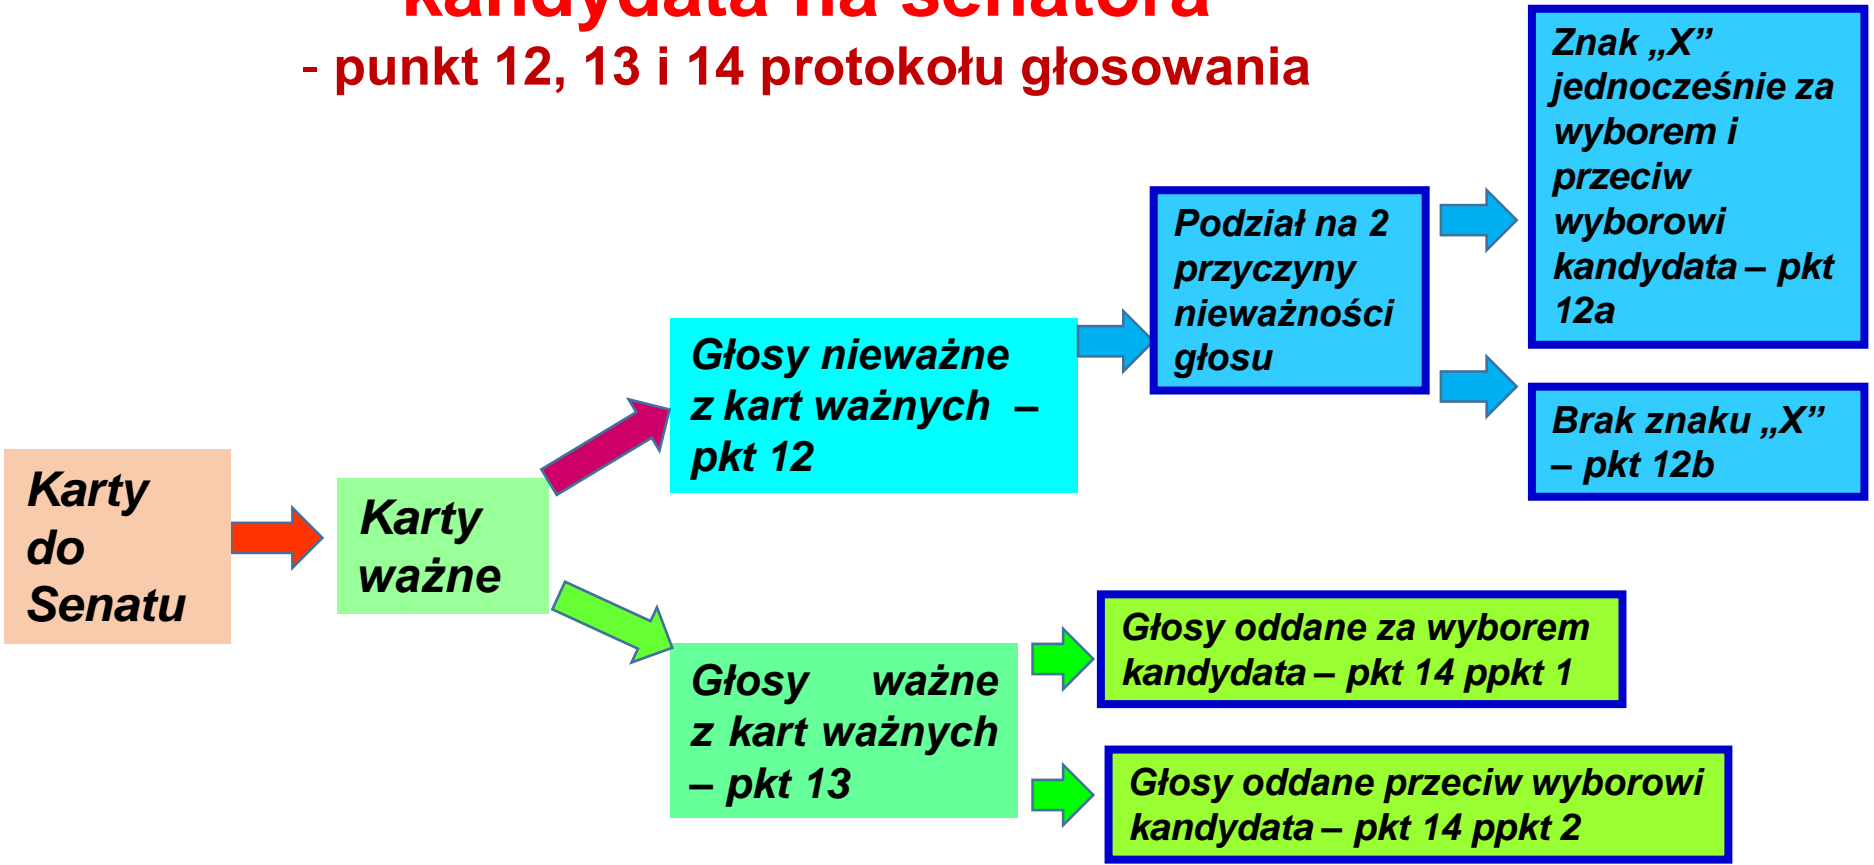 kandydata na senatora
- punkt 12, 13 i 14 protokołu głosowania
Karty
do
Senatu
Karty
ważne
Głosy nieważne
z kart ważnych –
pkt 12
Podział na 2
przyczyny
nieważności
głosu
Znak „X”
jednocześnie za
wyborem i
przeciw
wyborowi
kandydata – pkt
12a
Brak znaku „X”
– pkt 12b
Głosy ważne
z kart ważnych
– pkt 13
Głosy oddane za wyborem
kandydata – pkt 14 ppkt 1
Głosy oddane przeciw wyborowi
kandydata – pkt 14 ppkt 2